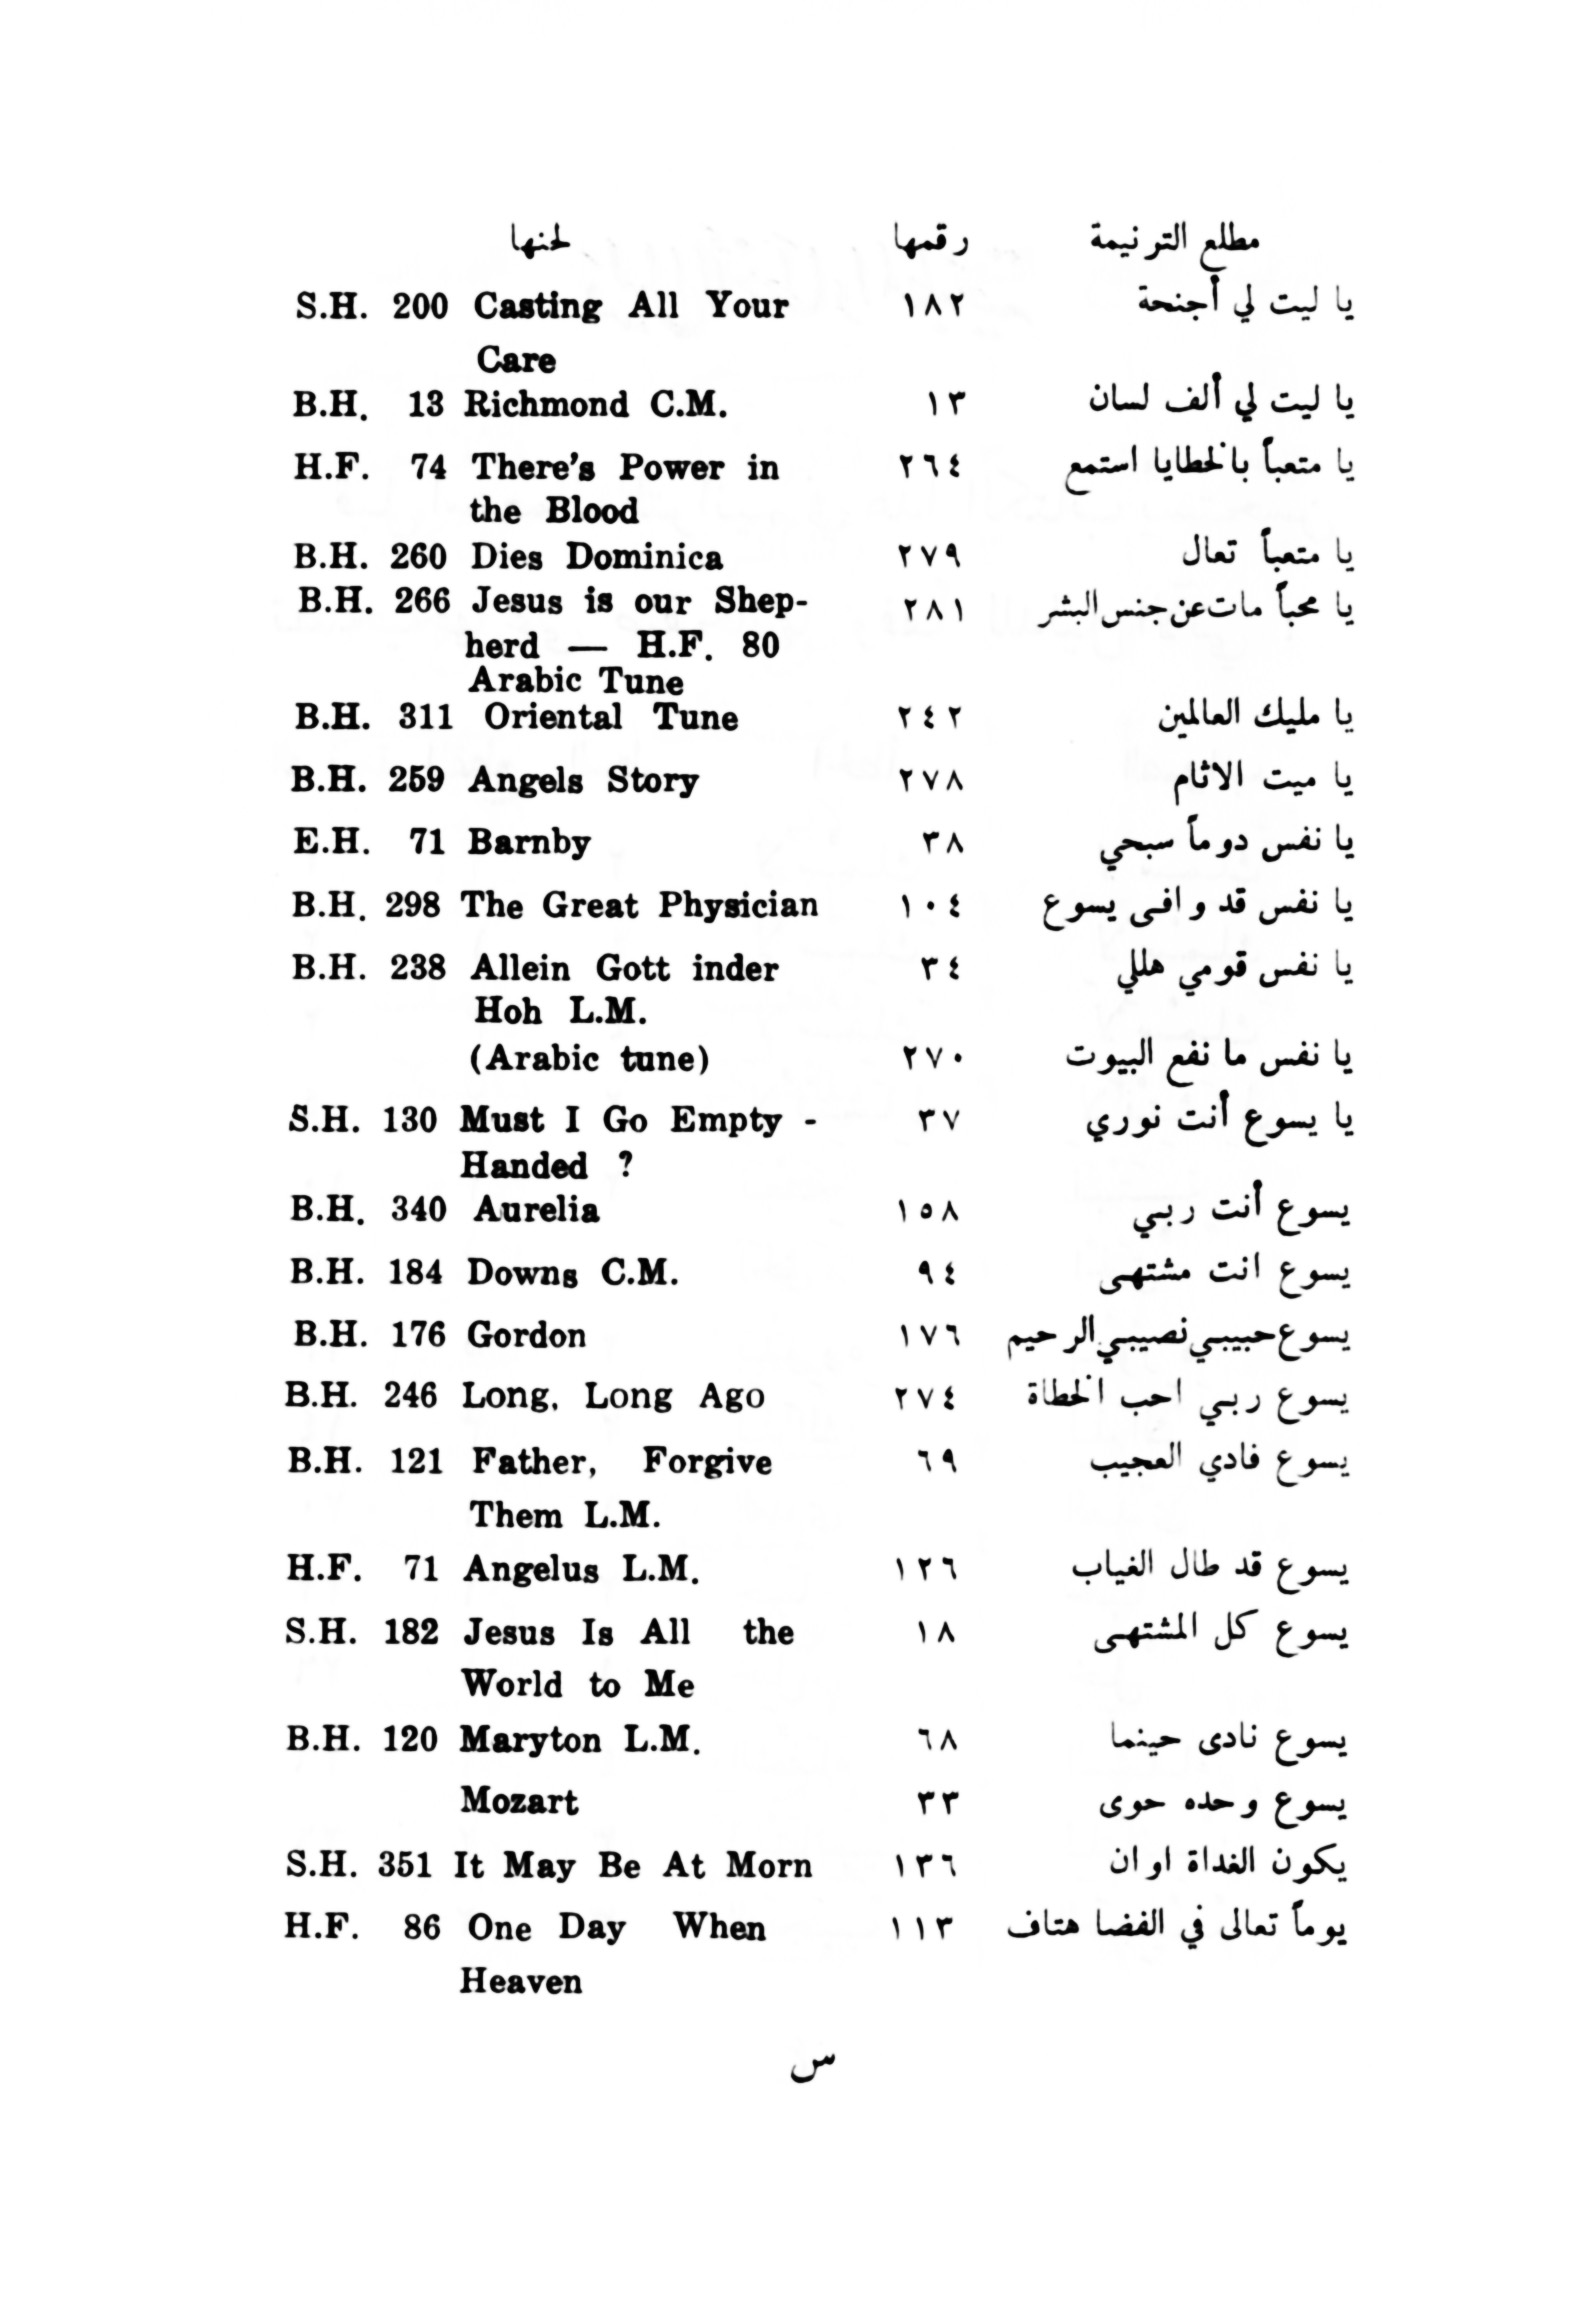 مطلع الترنيمة رقمها لحنها
يا ليت لي أجنحة ١٨٢ S.H. 200 Casting All Your
Care
يا ليت لي ألف لسان ١٣ B.H. 13 Richmond C.M.
يا متعباً بالخطايا استمع ٢٦٤ H.F. 74 There's Power in
the Blood
يا متعباً تعال ٢٧٩ B.H. 260 Dies Dominica
يا محباً مات عن جنس البشر ٢٨١ B.H. 266 Jesus is our Shep-
herd — H.F. 80
Arabic Tune
يا مليك العالمين ٢٤٢ B.H. 311 Oriental Tune
يا ميت الاثام ٢٧٨ B.H. 259 Angels Story
يا نفس دوماً سبحي ٣٨ E.H. 71 Barnby
يا نفس قد وافى يسوع ١٠٤ B.H. 298 The Great Physician
يا نفس قومي هللي ٣٤ B.H. 238 Allein Gott inder
Hoh L.M.
يا نفس ما نفع البيوت ٢٧٠ (Arabic tune)
يا يسوع أنت نوري ٣٧ S.H. 130 Must I Go Empty -
Handed ?
يسوع أنت ربي ١٥٨ B.H. 340 Aurelia
يسوع انت مشتهى ٩٤ B.H. 184 Downs C.M.
يسوع حبيبي نصيبي الرحيم ١٧٦ B.H. 176 Gordon
يسوع ربي احب الخطاة ٢٧٤ B.H. 246 Long, Long Ago
يسوع فادي العجيب ٦٩ B.H. 121 Father, Forgive
Them L.M.
يسوع قد طال الغياب ١٢٦ H.F. 71 Angelus L.M.
يسوع كل المشتهى ١٨ S.H. 182 Jesus Is All the
World to Me
يسوع نادى حينما ٦٨ B.H. 120 Maryton L.M.
يسوع وحده حوى ٣٣ Mozart
يكون الغداة اوان ١٣٦ S.H. 351 It May Be At Morn
يوماً تعالى في الفضا هتاف ١١٣ H.F. 86 One Day When
Heaven
س